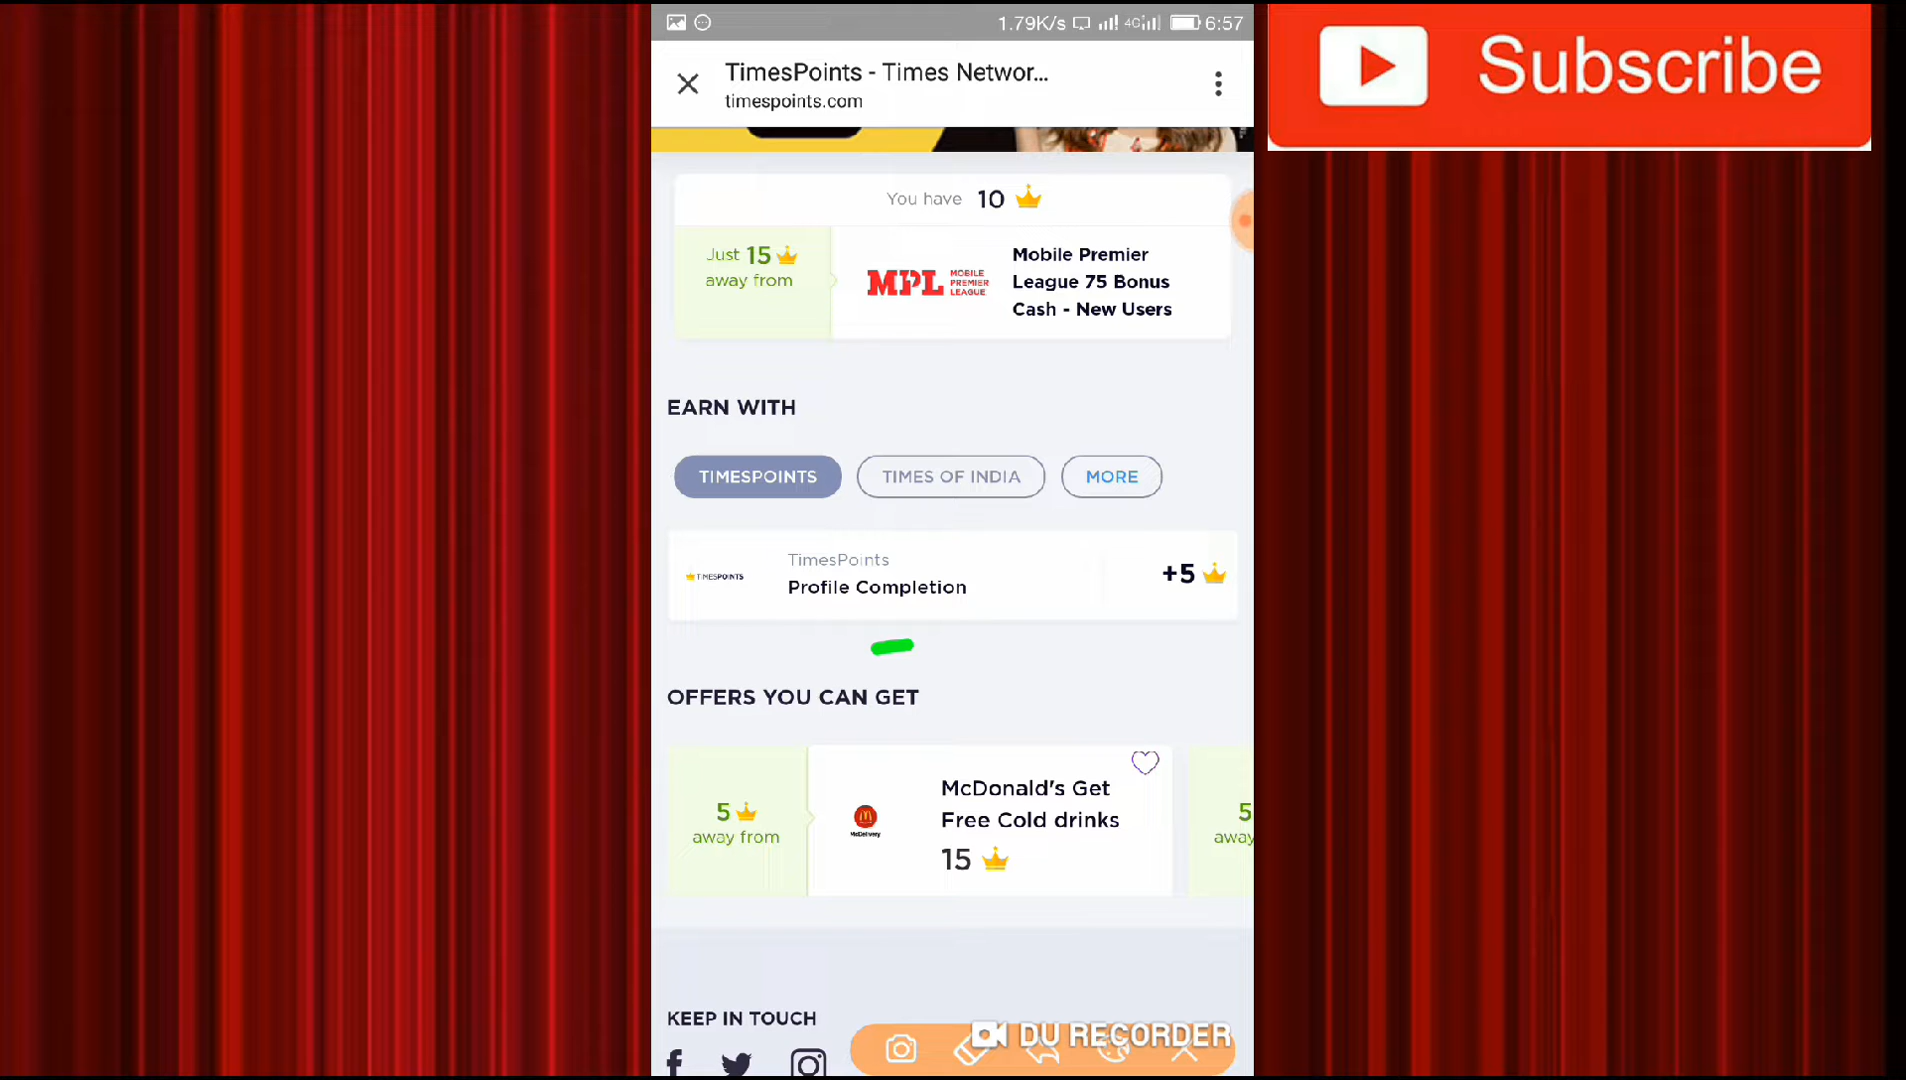 1.79K/s 4G 6:57
TimesPoints - Times Networ...
timespoints.com
Subscribe
You have 10
Just 15
away from
MPL MOBILE PREMIER LEAGUE
Mobile Premier
League 75 Bonus
Cash - New Users
EARN WITH
TIMESPOINTS TIMES OF INDIA MORE
TIMESPOINTS
TimesPoints
Profile Completion
+5
OFFERS YOU CAN GET
5
away from
McDelivery
McDonald's Get
Free Cold drinks
15
5
away
KEEP IN TOUCH
DU RECORDER